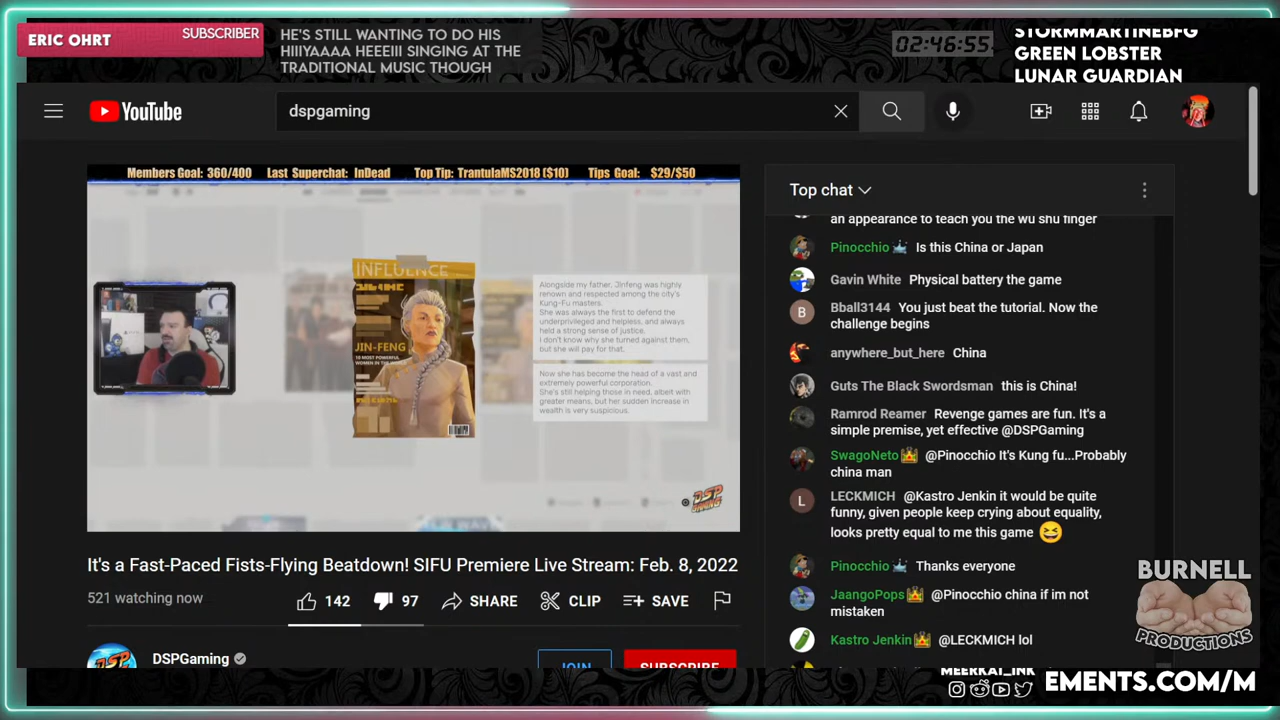 ERIC OHRT
SUBSCRIBER
HE'S STILL WANTING TO DO HIS
HIIIYAAAA HEEEIII SINGING AT THE
TRADITIONAL MUSIC THOUGH
02:46:55
STORMMARTINEBFG
GREEN LOBSTER
LUNAR GUARDIAN
YouTube
dspgaming
Members Goal: 360/400 Last Superchat: InDead Top Tip: TrantulaMS2018 ($10) Tips Goal: $29/$50
INFLUENCE
JIN-FENG
10 MOST POWERFUL
WOMEN IN THE
Alongside my father, Jinfeng was highly
renown and respected among the city's
Kung-Fu masters.
She was always the first to defend the
underprivileged and helpless, and always
held a strong sense of justice.
I don't know why she turned against them,
but she will pay for that.
Now she has become the head of a vast and
extremely powerful corporation.
She's still helping those in need, albeit with
greater means, but her sudden increase in
wealth is very suspicious.
DSP
GAMING
Top chat
an appearance to teach you the wu shu finger
Pinocchio Is this China or Japan
Gavin White Physical battery the game
B
Bball3144 You just beat the tutorial. Now the
challenge begins
anywhere_but_here China
Guts The Black Swordsman this is China!
Ramrod Reamer Revenge games are fun. It's a
simple premise, yet effective @DSPGaming
SwagoNeto @Pinocchio It's Kung fu...Probably
china man
L
LECKMICH @Kastro Jenkin it would be quite
funny, given people keep crying about equality,
looks pretty equal to me this game
Pinocchio Thanks everyone
JaangoPops @Pinocchio china if im not
mistaken
Kastro Jenkin @LECKMICH lol
It's a Fast-Paced Fists-Flying Beatdown! SIFU Premiere Live Stream: Feb. 8, 2022
521 watching now
142
97
SHARE
CLIP
SAVE
DSPGaming
JOIN
SUBSCRIBE
BURNELL
PRODUCTIONS
MEERKAT_INK
EMENTS.COM/M